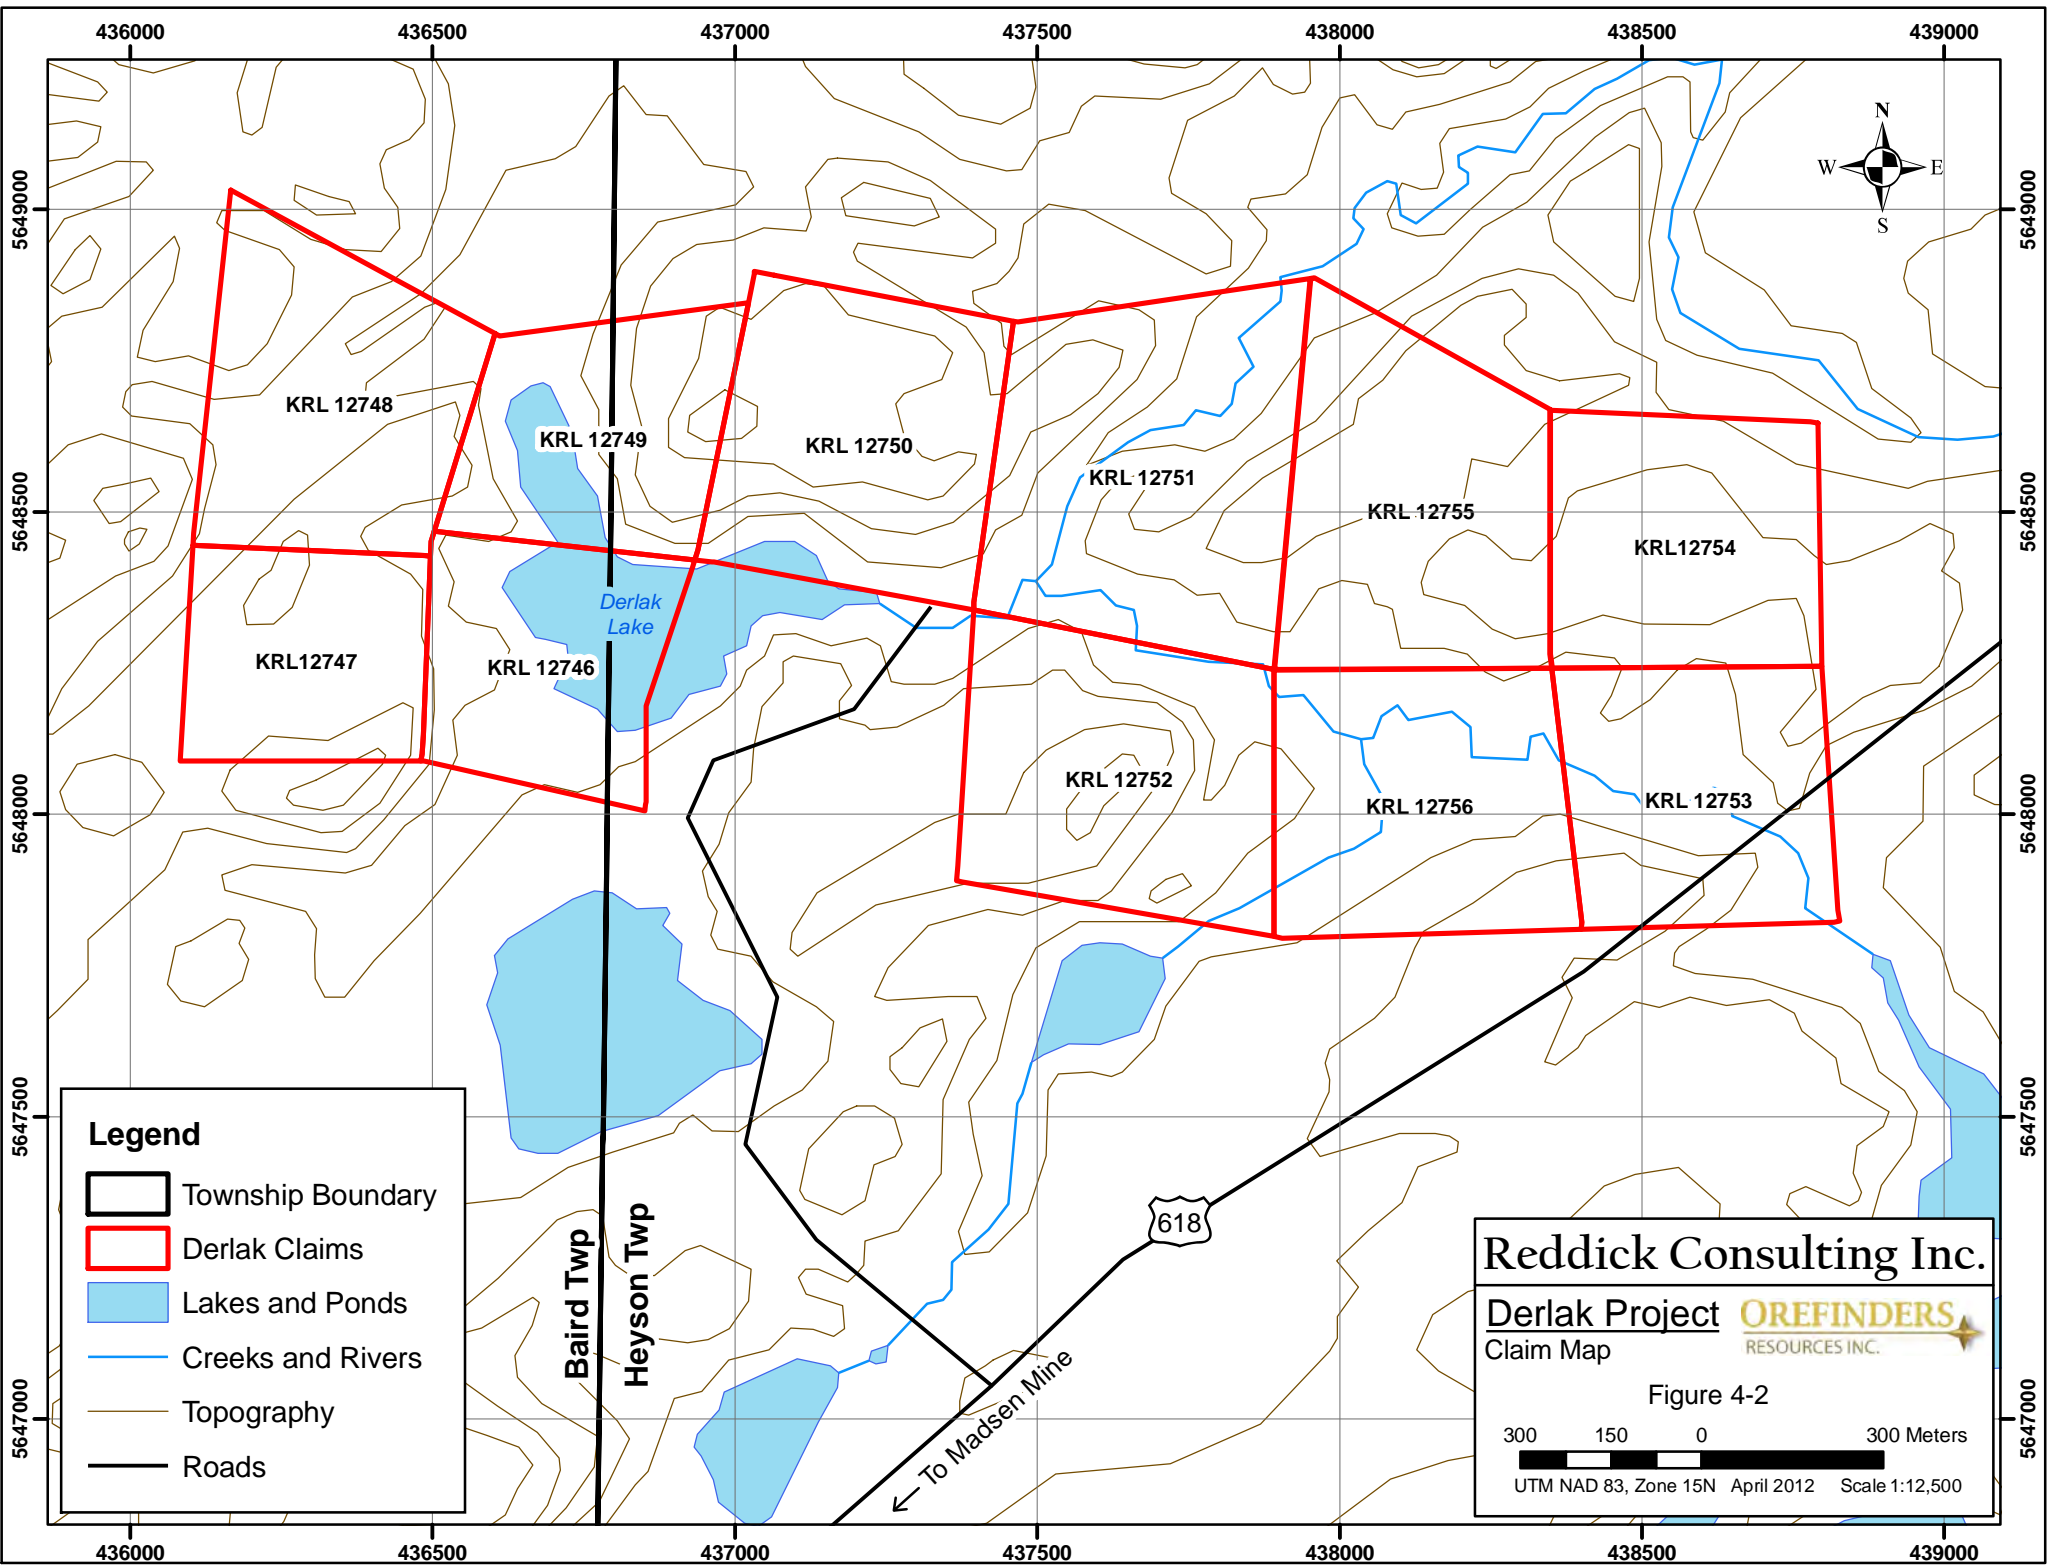 436000 436500 437000 437500 438000 438500 439000
N
W E
S
5649000 5649000
KRL 12748
KRL 12749
KRL 12750
KRL 12751
KRL 12755
5648500 5648500
KRL12754
Derlak
Lake
KRL12747
KRL 12746
KRL 12752
KRL 12756
KRL 12753
5648000 5648000
5647500 5647500
Legend
Township Boundary
Derlak Claims
Lakes and Ponds
Creeks and Rivers
Topography
Roads
Baird Twp
Heyson Twp
618
To Madsen Mine
Reddick Consulting Inc.
Derlak Project
Claim Map
OREFINDERS
RESOURCES INC.
Figure 4-2
300 150 0 300 Meters
UTM NAD 83, Zone 15N April 2012 Scale 1:12,500
5647000 5647000
436000 436500 437000 437500 438000 438500 439000